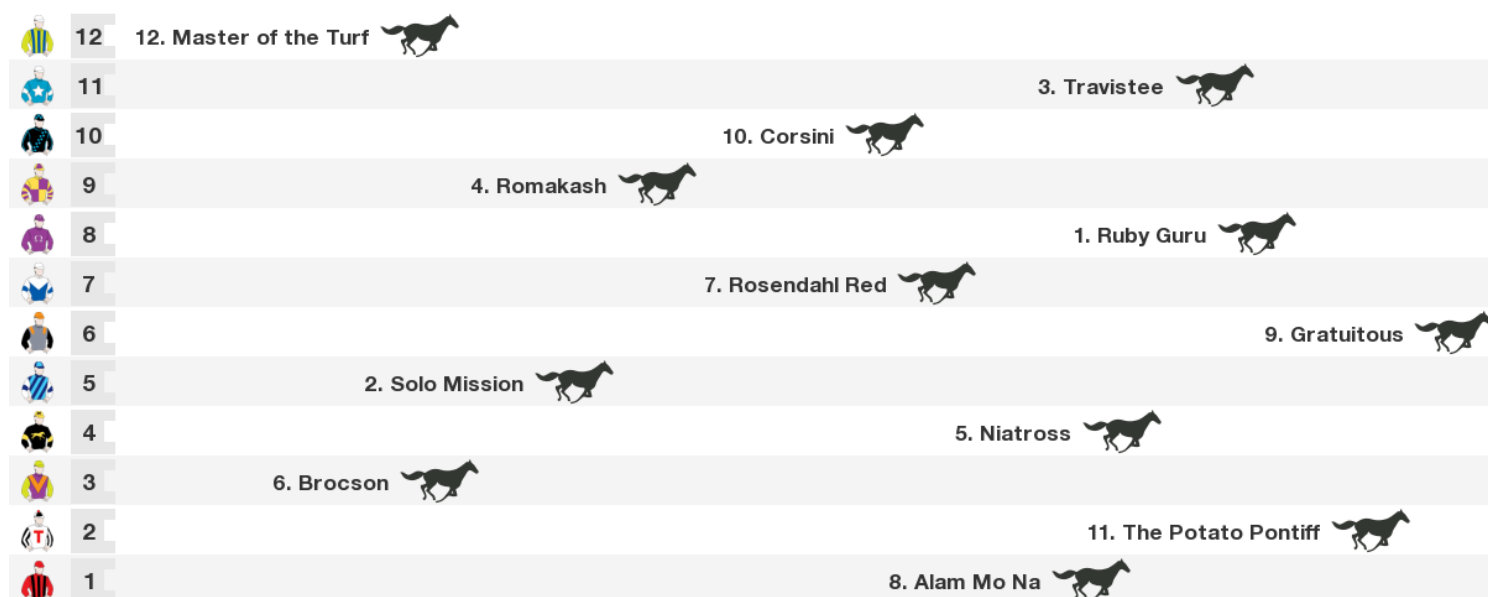 12 12. Master of the Turf
11 3. Travistee
10 10. Corsini
9 4. Romakash
8 1. Ruby Guru
7 7. Rosendahl Red
6 9. Gratuitous
5 2. Solo Mission
4 5. Niatross
3 6. Brocson
T 2 11. The Potato Pontiff
1 8. Alam Mo Na